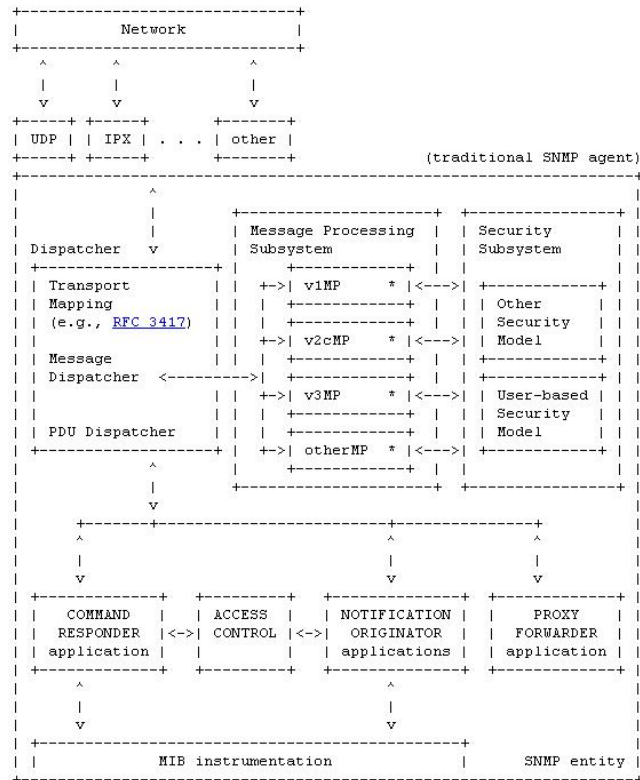 Network
UDP IPX . . . other
(traditional SNMP agent)
Message Processing Security
Dispatcher Subsystem Subsystem
Transport v1MP *
Mapping Other
(e.g., RFC 3417) Security
v2cMP * Model
Message
Dispatcher
v3MP * User-based
Security
PDU Dispatcher Model
otherMP *
COMMAND ACCESS NOTIFICATION PROXY
RESPONDER CONTROL ORIGINATOR FORWARDER
application applications application
MIB instrumentation SNMP entity